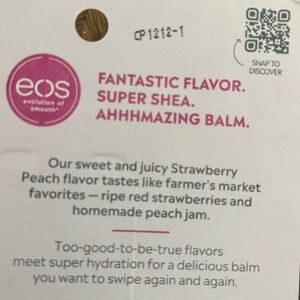 CP1212-1
SNAP TO
DISCOVER
eos
evolution of
smooth®
FANTASTIC FLAVOR.
SUPER SHEA.
AHHHMAZING BALM.
Our sweet and juicy Strawberry
Peach flavor tastes like farmer's market
favorites — ripe red strawberries and
homemade peach jam.
Too-good-to-be-true flavors
meet super hydration for a delicious balm
you want to swipe again and again.